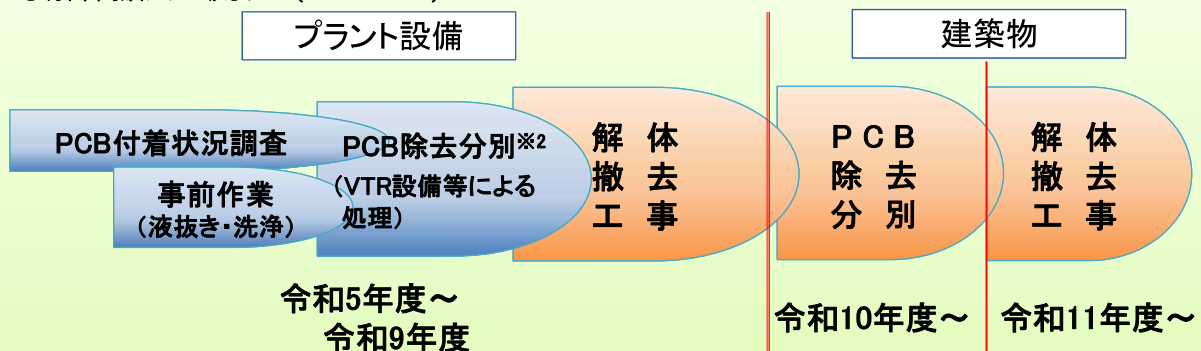 プラント設備
建築物
PCB付着状況調査
事前作業
（液抜き・洗浄）
PCB除去分別※2
（VTR設備等による
処理）
解 体
撤 去
工 事
P C B
除 去
分 別
解 体
撤 去
工 事
令和5年度～
令和9年度
令和10年度～
令和11年度～